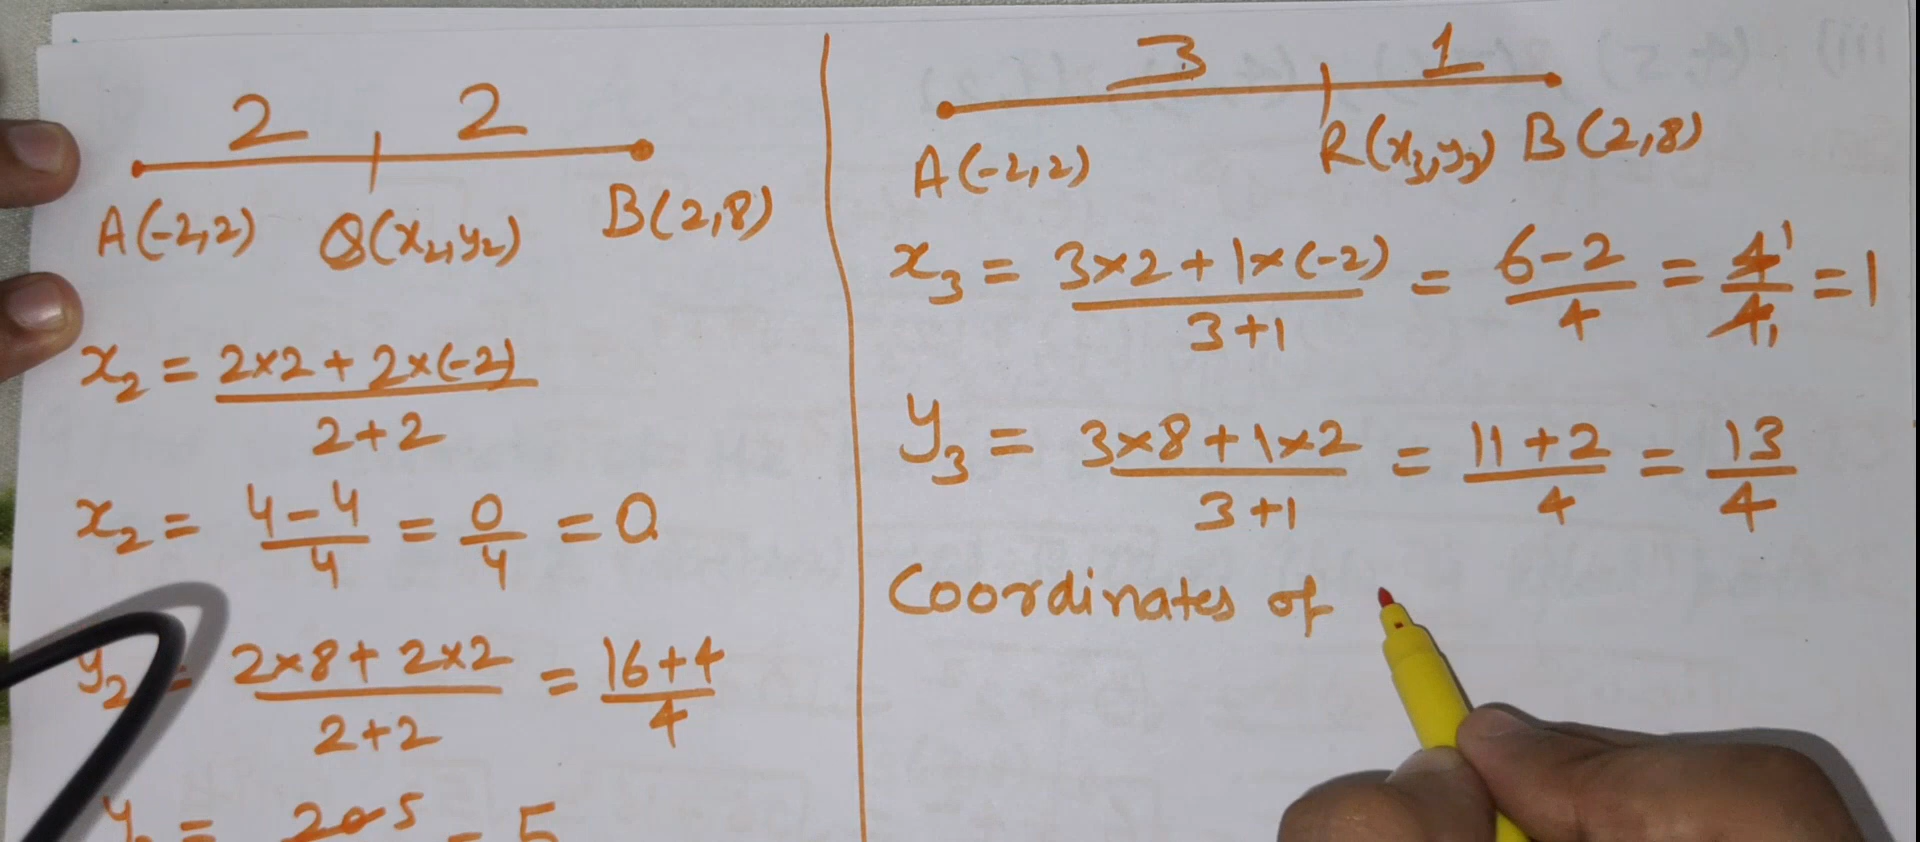 2 2
A(-2,2) Q(x₂,y₂) B(2,8)
x₂ = 2×2 + 2×(-2) / 2+2
x₂ = 4-4 / 4 = 0/4 = 0
y₂ = 2×8 + 2×2 / 2+2 = 16+4 / 4
= 5
3 1
A(-2,2) R(x₃,y₃) B(2,8)
x₃ = 3×2 + 1×(-2) / 3+1 = 6-2 / 4 = 4 1 / 4 1 = 1
y₃ = 3×8 + 1×2 / 3+1 = 11+2 / 4 = 13/4
Coordinates of